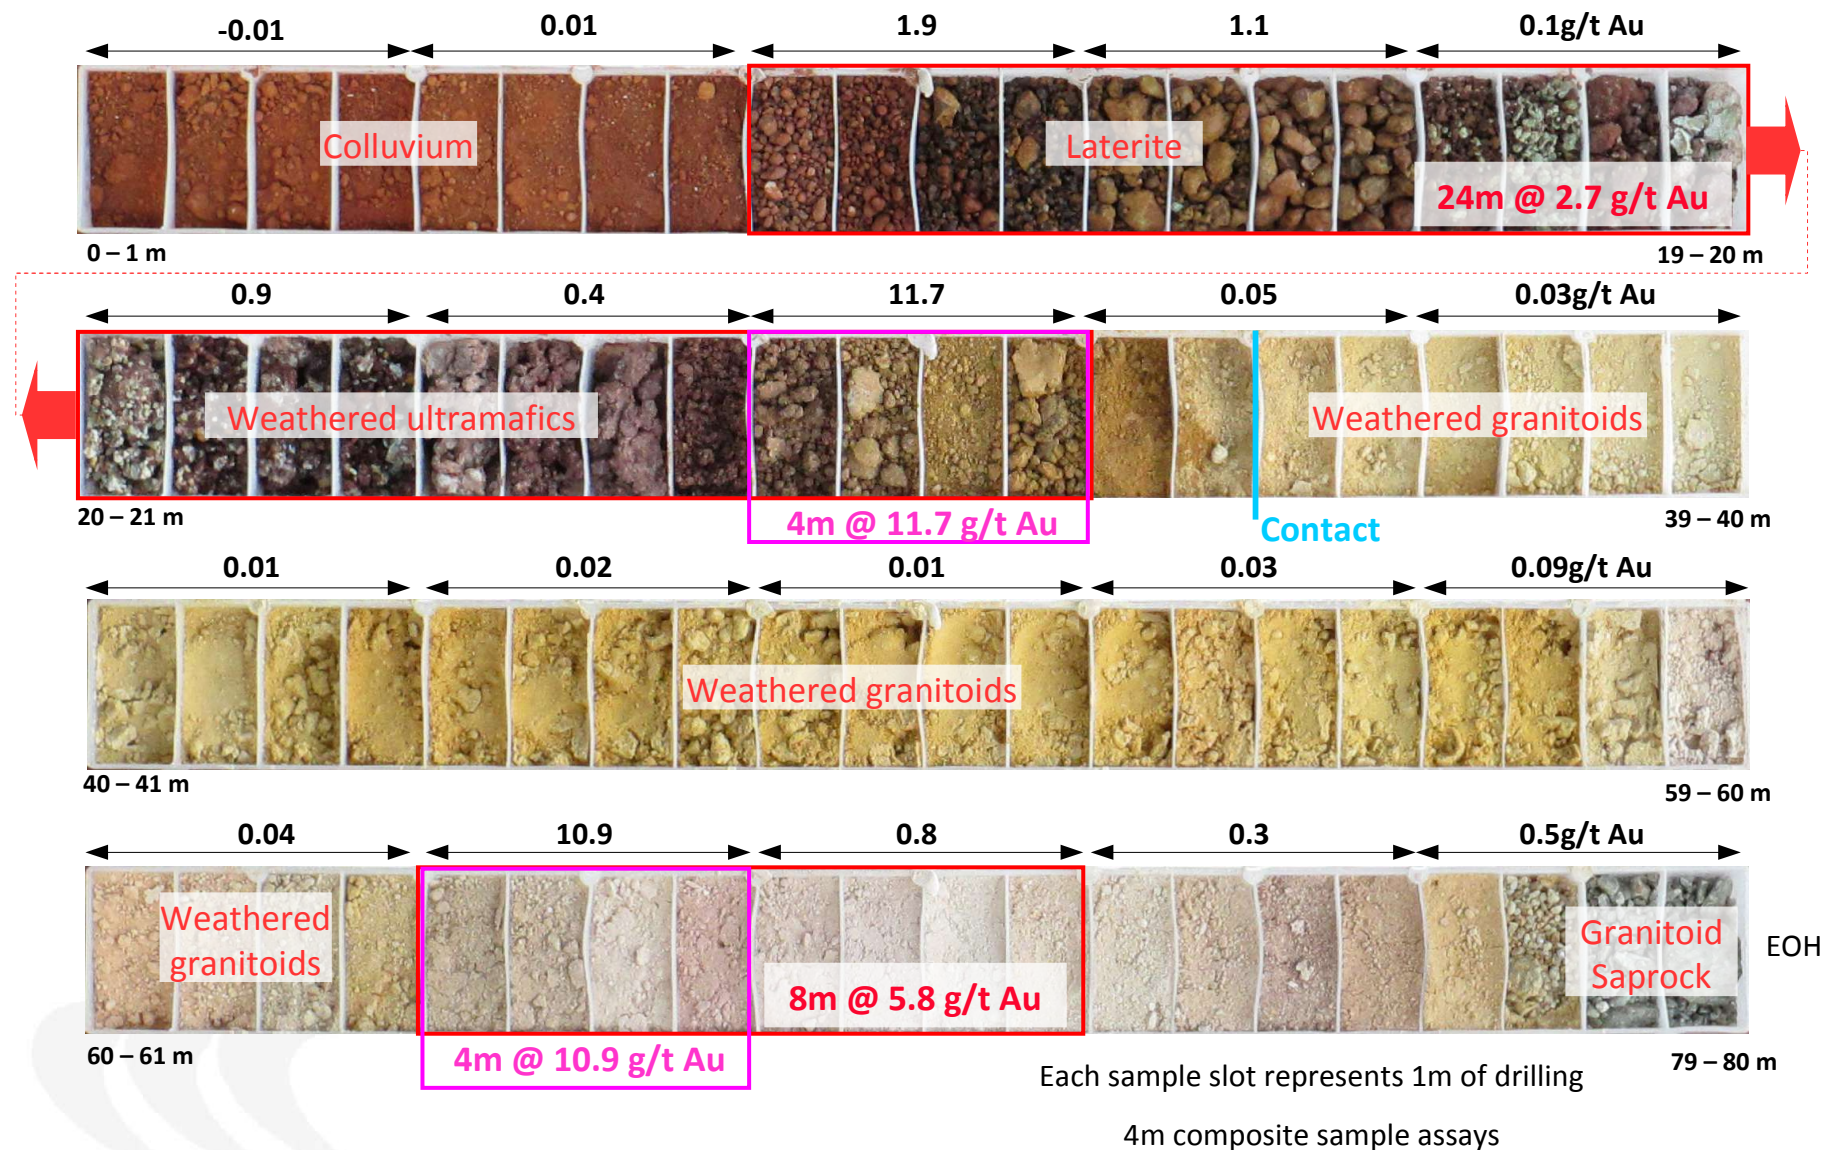 -0.01 0.01 1.9 1.1 0.1g/t Au
Colluvium Laterite
24m @ 2.7 g/t Au
0 – 1 m 19 – 20 m
0.9 0.4 11.7 0.05 0.03g/t Au
Weathered ultramafics Weathered granitoids
20 – 21 m 4m @ 11.7 g/t Au Contact 39 – 40 m
0.01 0.02 0.01 0.03 0.09g/t Au
Weathered granitoids
40 – 41 m 59 – 60 m
0.04 10.9 0.8 0.3 0.5g/t Au
Weathered
granitoids
Granitoid
Saprock
EOH
8m @ 5.8 g/t Au
60 – 61 m 4m @ 10.9 g/t Au 79 – 80 m
Each sample slot represents 1m of drilling
4m composite sample assays